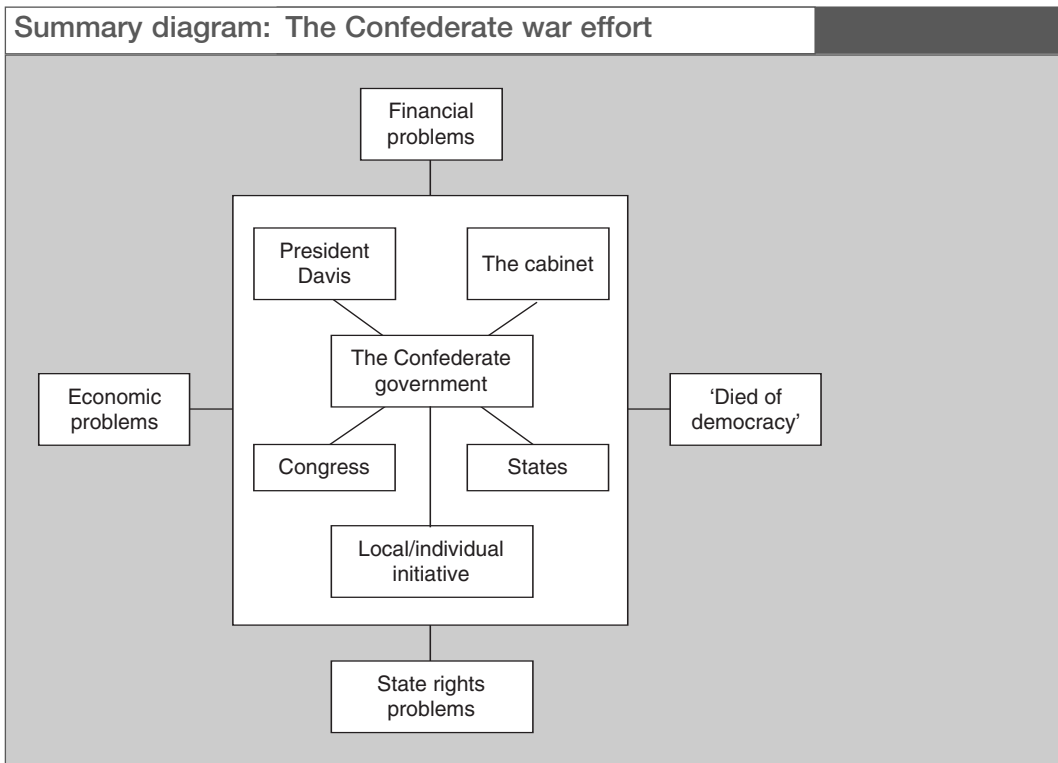 Summary diagram: The Confederate war effort
Financial
problems
President
Davis
The cabinet
The Confederate
government
Economic
problems
‘Died of
democracy’
Congress
States
Local/individual
initiative
State rights
problems